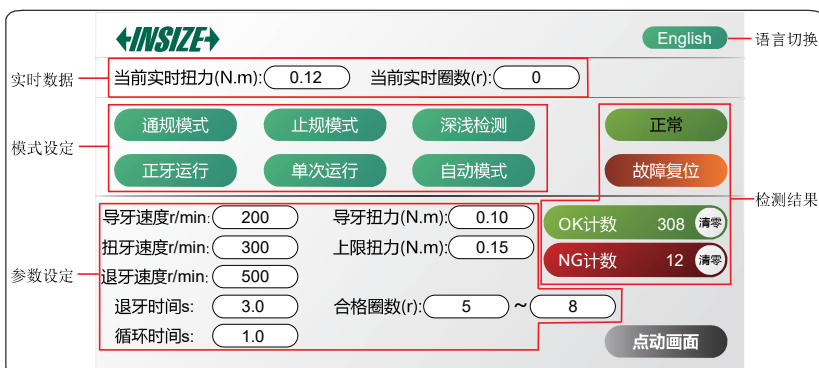 INSIZE
English
语言切换
实时数据
当前实时扭力(N.m): 0.12 当前实时圈数(r): 0
模式设定
通规模式 止规模式 深浅检测 正常
正牙运行 单次运行 自动模式 故障复位
检测结果
导牙速度r/min: 200 导牙扭力(N.m): 0.10 OK计数 308 清零
扭牙速度r/min: 300 上限扭力(N.m): 0.15 NG计数 12 清零
参数设定
退牙速度r/min: 500
退牙时间s: 3.0 合格圈数(r): 5 ~ 8
循环时间s: 1.0 点动画面